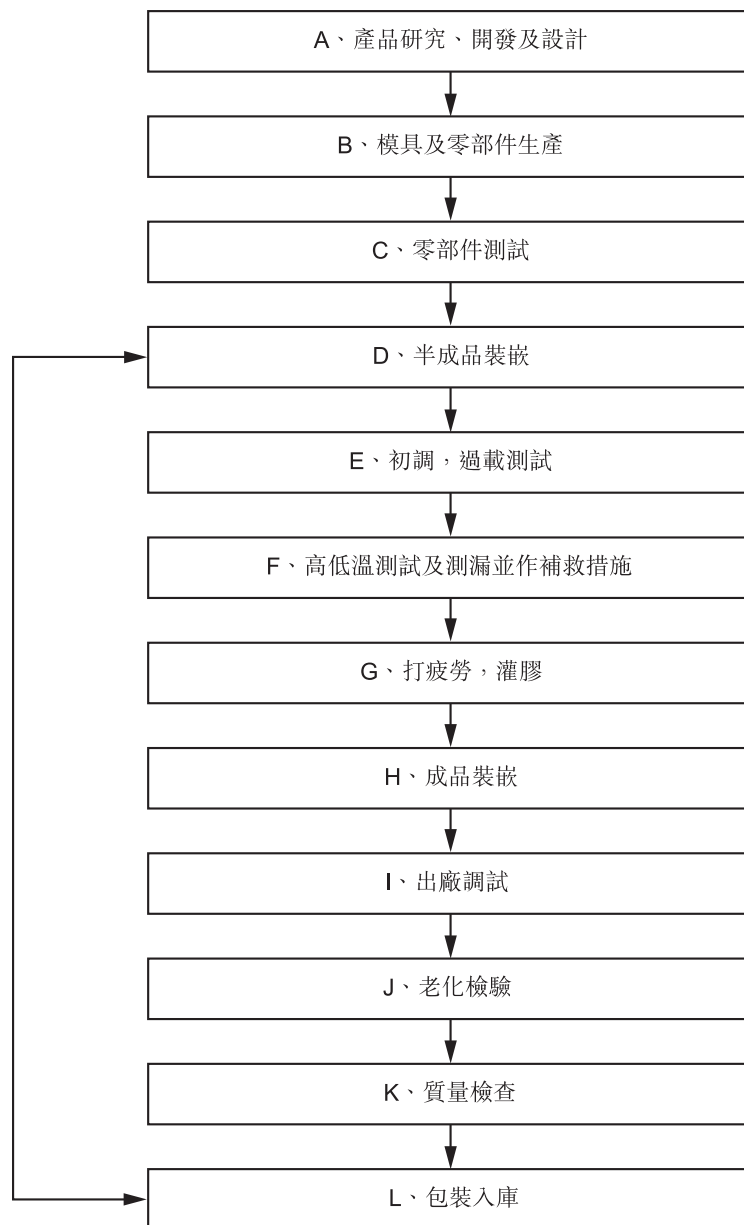 A、產品研究、開發及設計
B、模具及零部件生產
C、零部件測試
D、半成品裝嵌
E、初調，過載測試
F、高低溫測試及測漏並作補救措施
G、打疲勞，灌膠
H、成品裝嵌
I、出廠調試
J、老化檢驗
K、質量檢查
L、包裝入庫